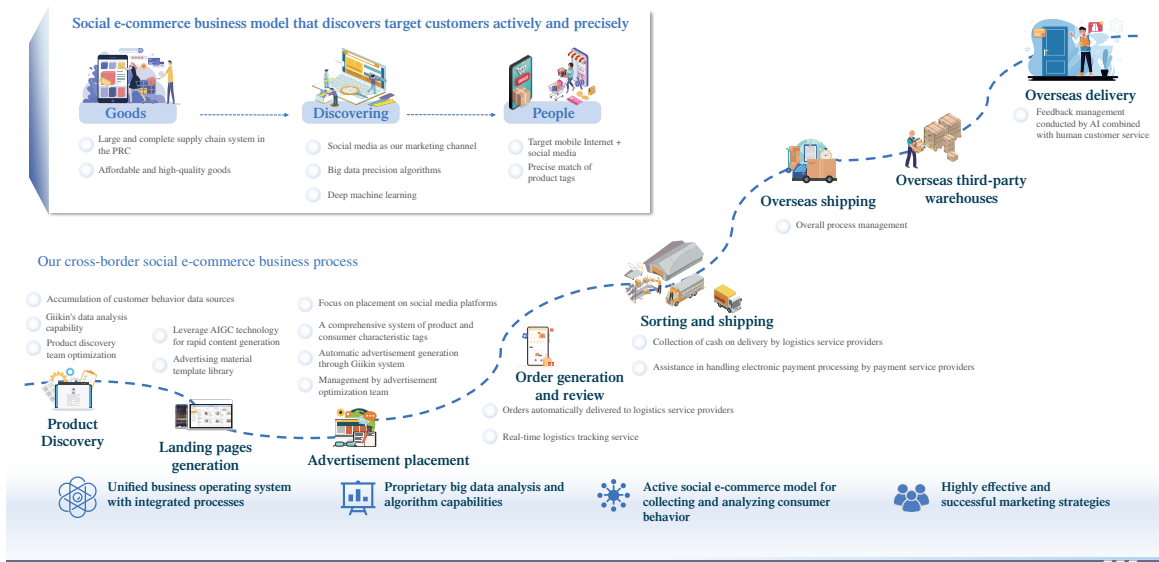 Social e-commerce business model that discovers target customers actively and precisely
Goods
Discovering
People
Large and complete supply chain system in
the PRC
Affordable and high-quality goods
Social media as our marketing channel
Big data precision algorithms
Deep machine learning
Target mobile Internet +
social media
Precise match of
product tags
Overseas delivery
Feedback management
conducted by AI combined
with human customer service
Overseas third-party
warehouses
Overseas shipping
Overall process management
Our cross-border social e-commerce business process
Accumulation of customer behavior data sources
Giikin's data analysis
capability
Product discovery
team optimization
Product
Discovery
Leverage AIGC technology
for rapid content generation
Advertising material
template library
Landing pages
generation
Focus on placement on social media platforms
A comprehensive system of product and
consumer characteristic tags
Automatic advertisement generation
through Giikin system
Management by advertisement
optimization team
Advertisement placement
Order generation
and review
Orders automatically delivered to logistics service providers
Real-time logistics tracking service
Sorting and shipping
Collection of cash on delivery by logistics service providers
Assistance in handling electronic payment processing by payment service providers
Unified business operating system
with integrated processes
Proprietary big data analysis and
algorithm capabilities
Active social e-commerce model for
collecting and analyzing consumer
behavior
Highly effective and
successful marketing strategies